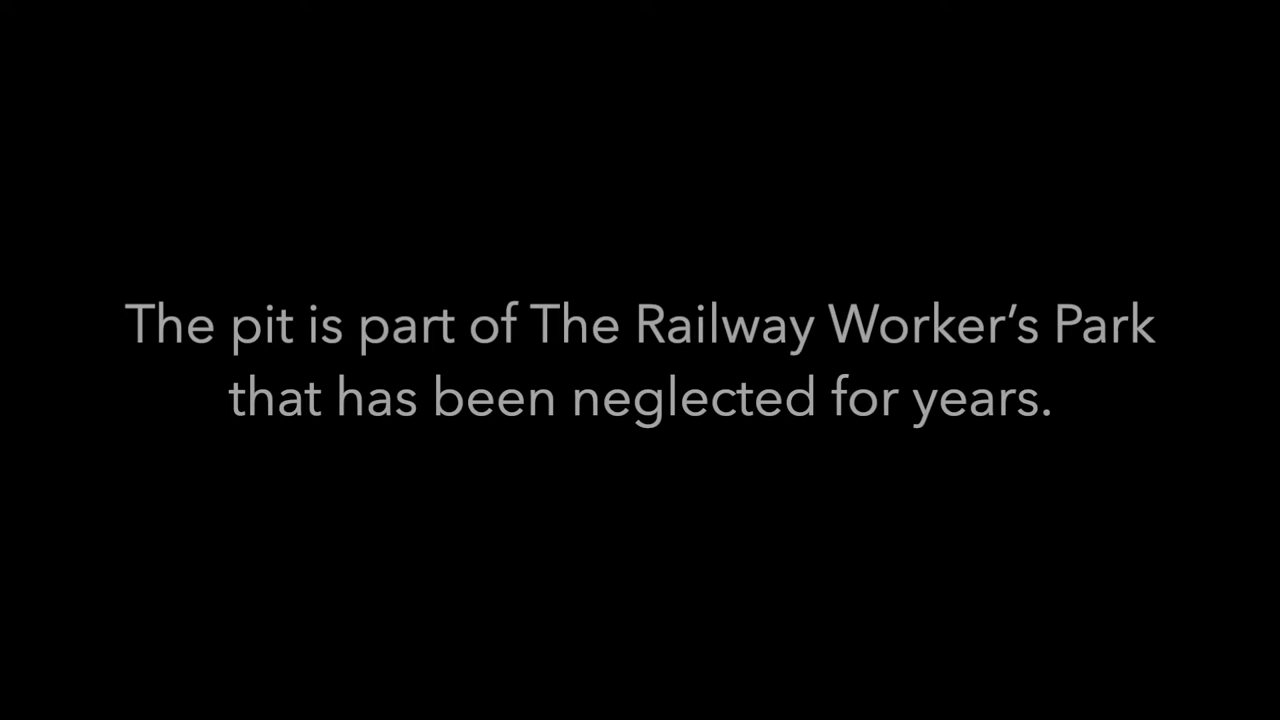 The pit is part of The Railway Worker’s Park
that has been neglected for years.